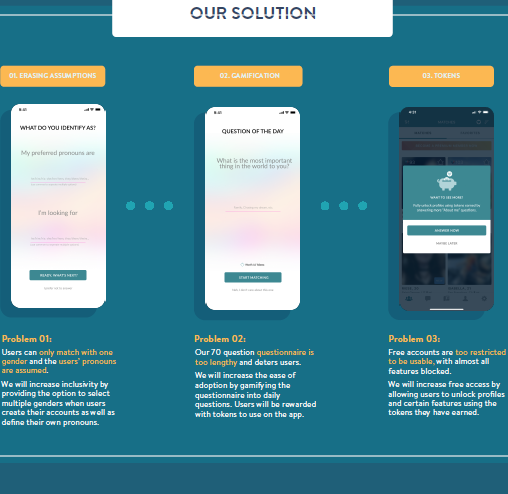 OUR SOLUTION
01. ERASING ASSUMPTIONS
02. GAMIFICATION
03. TOKENS
WHAT DO YOU IDENTIFY AS?
My preferred pronouns are
I'm looking for
READY, WHAT'S NEXT?
QUESTION OF THE DAY
What is the most important
thing in the world to you?
START MATCHING
WANT TO SEE MORE?
ANSWER NOW
MAYBE LATER
Problem 01:
Users can only match with one
gender and the users' pronouns
are assumed.
We will increase inclusivity by
providing the option to select
multiple genders when users
create their accounts as well as
define their own pronouns.
Problem 02:
Our 70 question questionnaire is
too lengthy and deters users.
We will increase the ease of
adoption by gamifying the
questionnaire into daily
questions. Users will be rewarded
with tokens to use on the app.
Problem 03:
Free accounts are too restricted
to be usable, with almost all
features blocked.
We will increase free access by
allowing users to unlock profiles
and certain features using the
tokens they have earned.